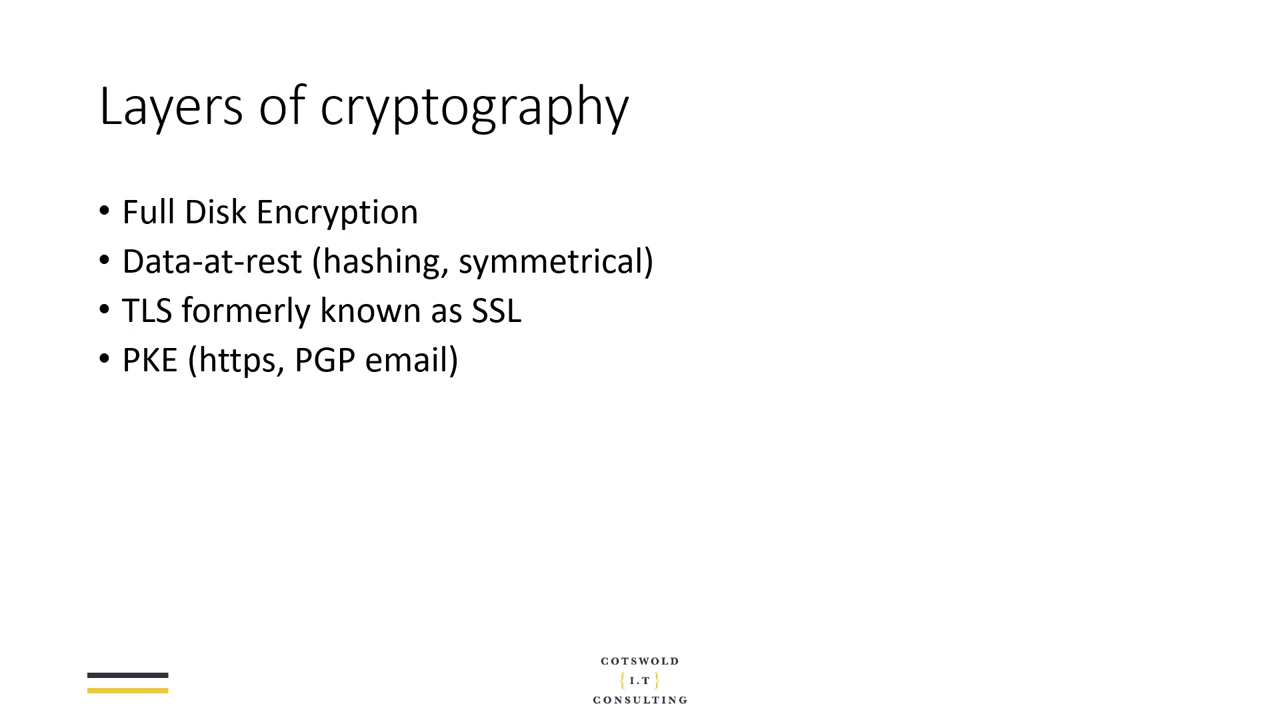 Layers of cryptography
• Full Disk Encryption
• Data-at-rest (hashing, symmetrical)
• TLS formerly known as SSL
• PKE (https, PGP email)
COTSWOLD
{ I.T }
CONSULTING